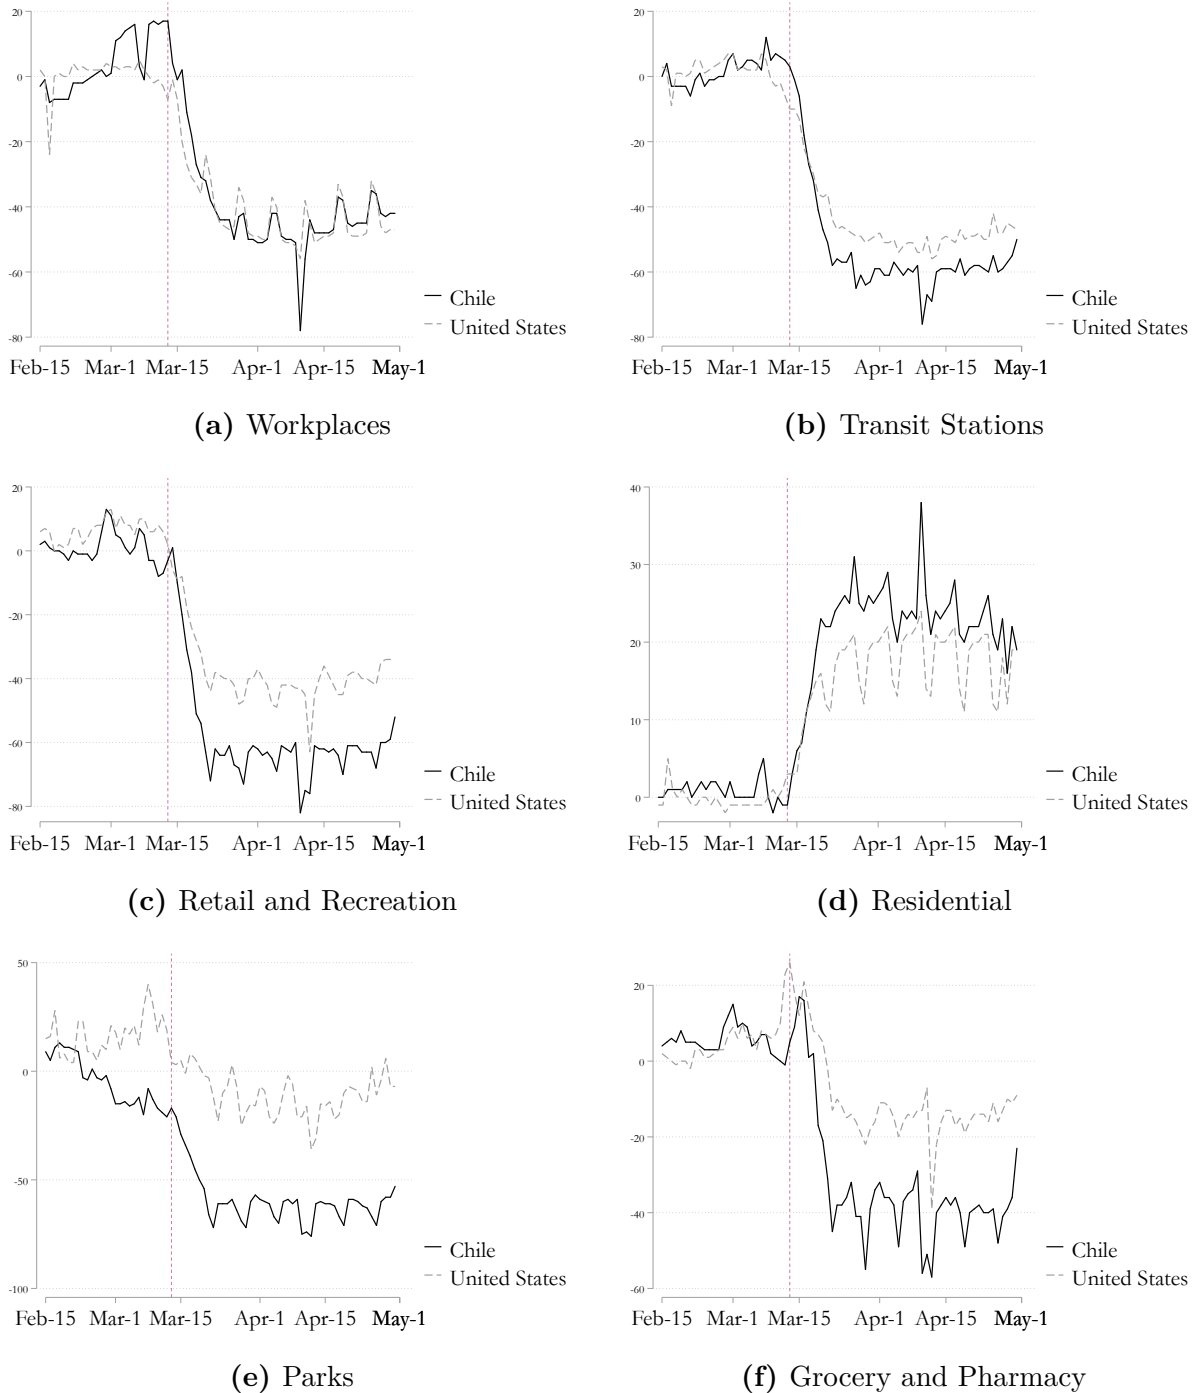 20
0
-20
-40
-60
-80
Feb-15 Mar-1 Mar-15 Apr-1 Apr-15 May-1
Chile
United States
(a) Workplaces
20
0
-20
-40
-60
-80
Feb-15 Mar-1 Mar-15 Apr-1 Apr-15 May-1
Chile
United States
(b) Transit Stations
20
0
-20
-40
-60
-80
Feb-15 Mar-1 Mar-15 Apr-1 Apr-15 May-1
Chile
United States
(c) Retail and Recreation
40
30
20
10
0
Feb-15 Mar-1 Mar-15 Apr-1 Apr-15 May-1
Chile
United States
(d) Residential
50
0
-50
-100
Feb-15 Mar-1 Mar-15 Apr-1 Apr-15 May-1
Chile
United States
(e) Parks
20
0
-20
-40
-60
Feb-15 Mar-1 Mar-15 Apr-1 Apr-15 May-1
Chile
United States
(f) Grocery and Pharmacy